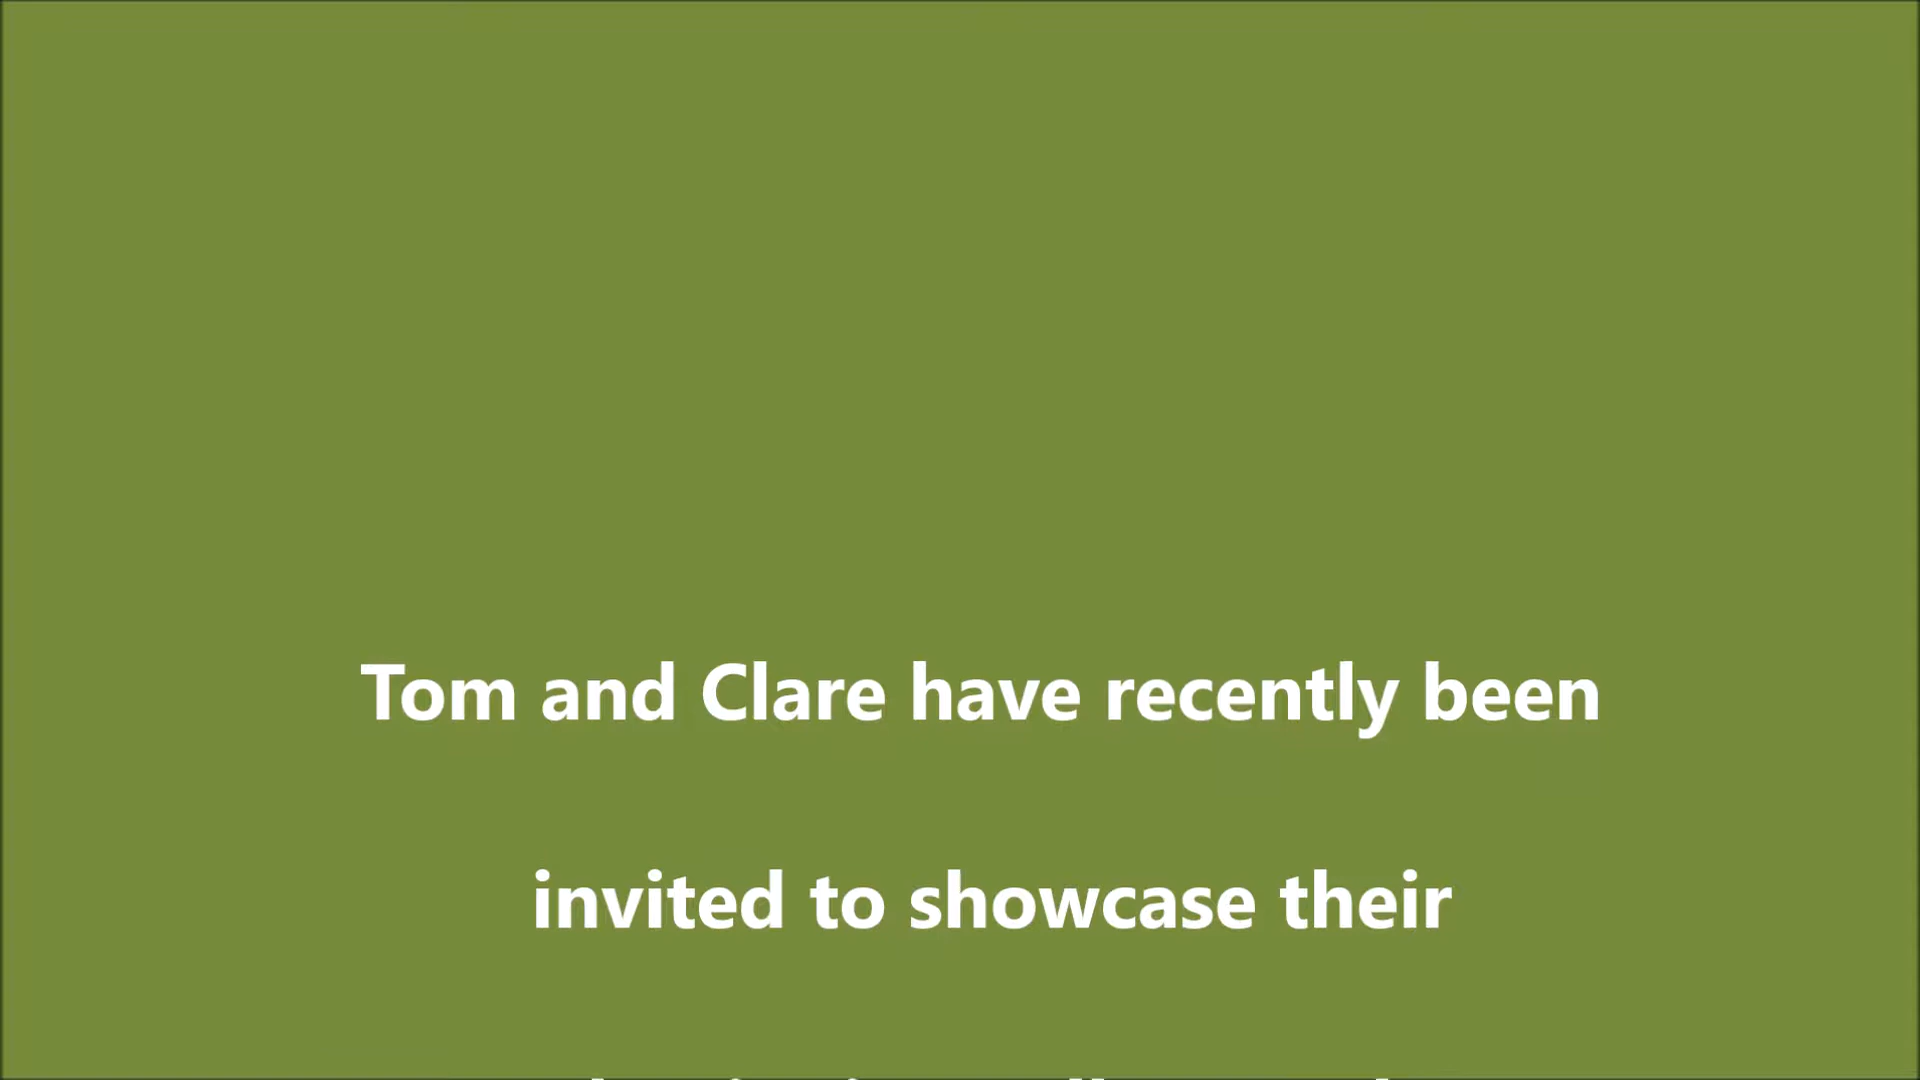 Tom and Clare have recently been
invited to showcase their